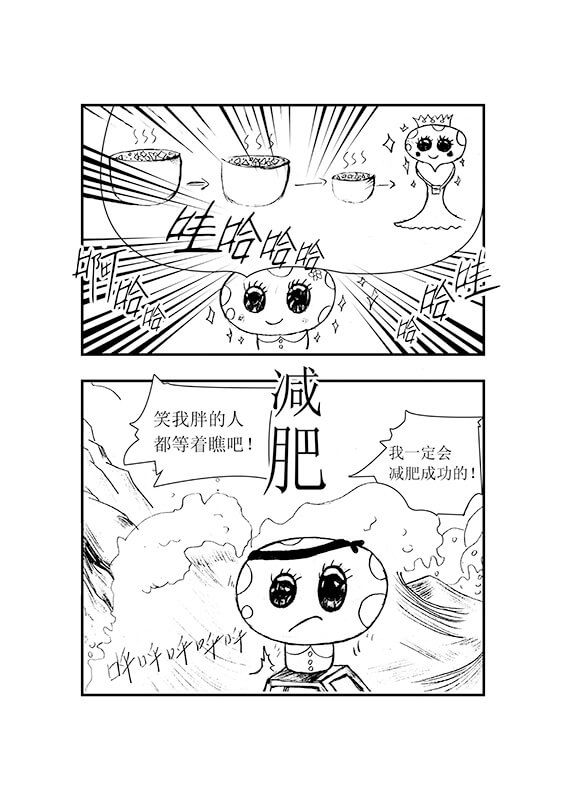 哇哈哈哈
啊哈哈
哈哈哇
减肥
笑我胖的人
都等着瞧吧！
我一定会
减肥成功的！
呼呼呼呼呼